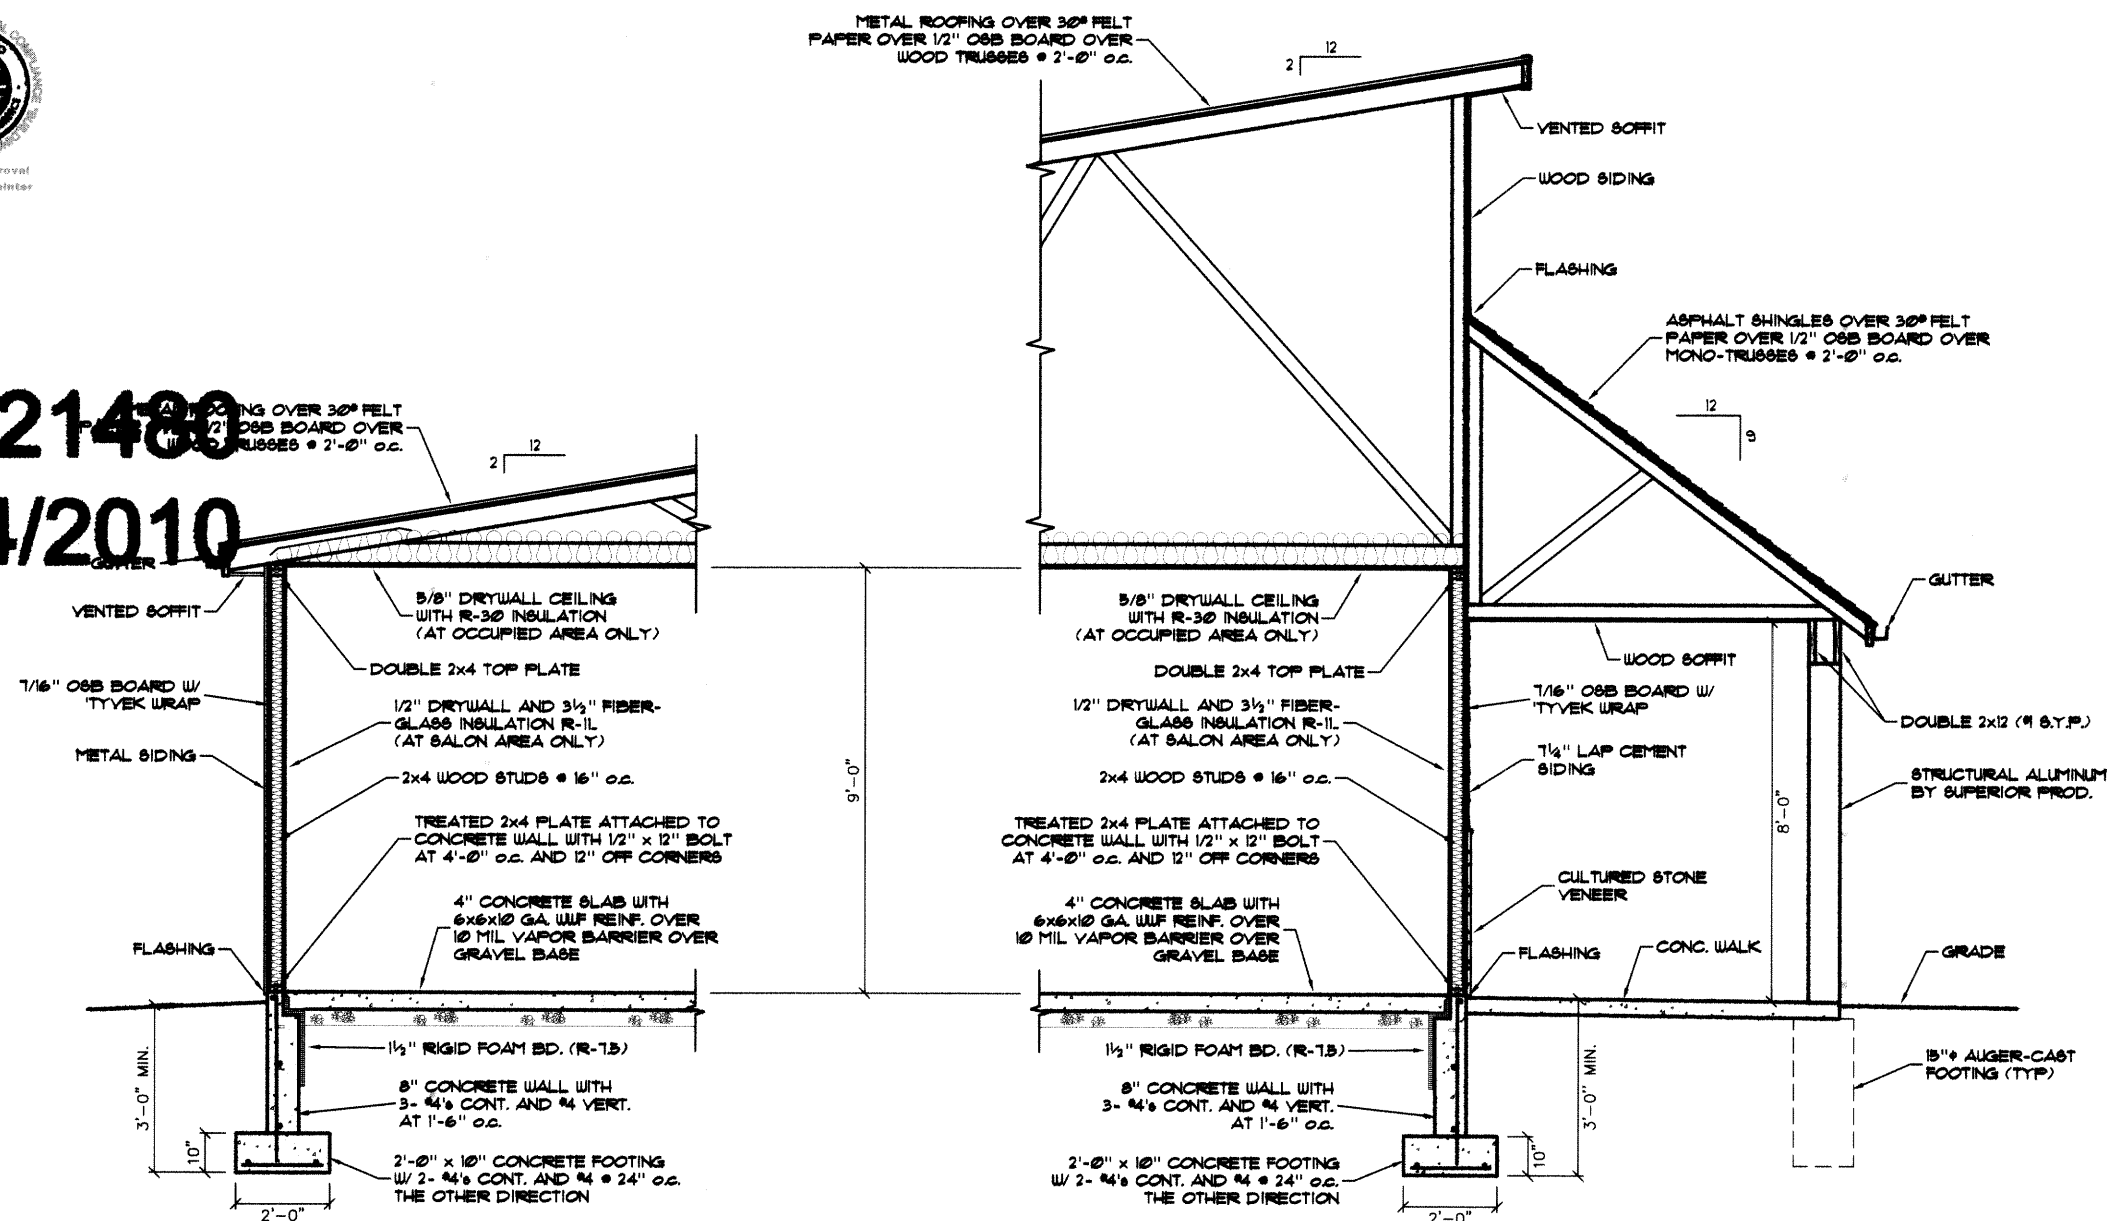 METAL ROOFING OVER 30# FELT
PAPER OVER 1/2" OSB BOARD OVER
WOOD TRUSSES @ 2'-0" o.c.
2
12
VENTED SOFFIT
WOOD SIDING
FLASHING
ASPHALT SHINGLES OVER 30# FELT
PAPER OVER 1/2" OSB BOARD OVER
MONO-TRUSSES @ 2'-0" o.c.
12
9
21480
4/2010
OVER 30# FELT
OSB BOARD OVER
TRUSSES @ 2'-0" o.c.
2
12
GUTTER
VENTED SOFFIT
7/16" OSB BOARD W/
'TYVEK WRAP
METAL SIDING
FLASHING
5/8" DRYWALL CEILING
WITH R-30 INSULATION
(AT OCCUPIED AREA ONLY)
DOUBLE 2x4 TOP PLATE
1/2" DRYWALL AND 3½" FIBER-
GLASS INSULATION R-11.
(AT SALON AREA ONLY)
2x4 WOOD STUDS @ 16" o.c.
TREATED 2x4 PLATE ATTACHED TO
CONCRETE WALL WITH 1/2" x 12" BOLT
AT 4'-0" o.c. AND 12" OFF CORNERS
4" CONCRETE SLAB WITH
6x6x10 GA. WWF REINF. OVER
10 MIL VAPOR BARRIER OVER
GRAVEL BASE
1½" RIGID FOAM BD. (R-7.5)
8" CONCRETE WALL WITH
3- #4's CONT. AND #4 VERT.
AT 1'-6" o.c.
2'-0" x 10" CONCRETE FOOTING
W/ 2- #4's CONT. AND #4 @ 24" o.c.
THE OTHER DIRECTION
3'-0" MIN.
10"
2'-0"
9'-0"
5/8" DRYWALL CEILING
WITH R-30 INSULATION
(AT OCCUPIED AREA ONLY)
DOUBLE 2x4 TOP PLATE
1/2" DRYWALL AND 3½" FIBER-
GLASS INSULATION R-11.
(AT SALON AREA ONLY)
2x4 WOOD STUDS @ 16" o.c.
TREATED 2x4 PLATE ATTACHED TO
CONCRETE WALL WITH 1/2" x 12" BOLT
AT 4'-0" o.c. AND 12" OFF CORNERS
4" CONCRETE SLAB WITH
6x6x10 GA. WWF REINF. OVER
10 MIL VAPOR BARRIER OVER
GRAVEL BASE
1½" RIGID FOAM BD. (R-7.5)
8" CONCRETE WALL WITH
3- #4's CONT. AND #4 VERT.
AT 1'-6" o.c.
2'-0" x 10" CONCRETE FOOTING
W/ 2- #4's CONT. AND #4 @ 24" o.c.
THE OTHER DIRECTION
GUTTER
WOOD SOFFIT
7/16" OSB BOARD W/
'TYVEK WRAP
DOUBLE 2x12 (#1 S.Y.P.)
7¼" LAP CEMENT
SIDING
STRUCTURAL ALUMINUM
BY SUPERIOR PROD.
8'-0"
CULTURED STONE
VENEER
FLASHING
CONC. WALK
GRADE
15"ø AUGER-CAST
FOOTING (TYP)
3'-0" MIN.
10"
2'-0"